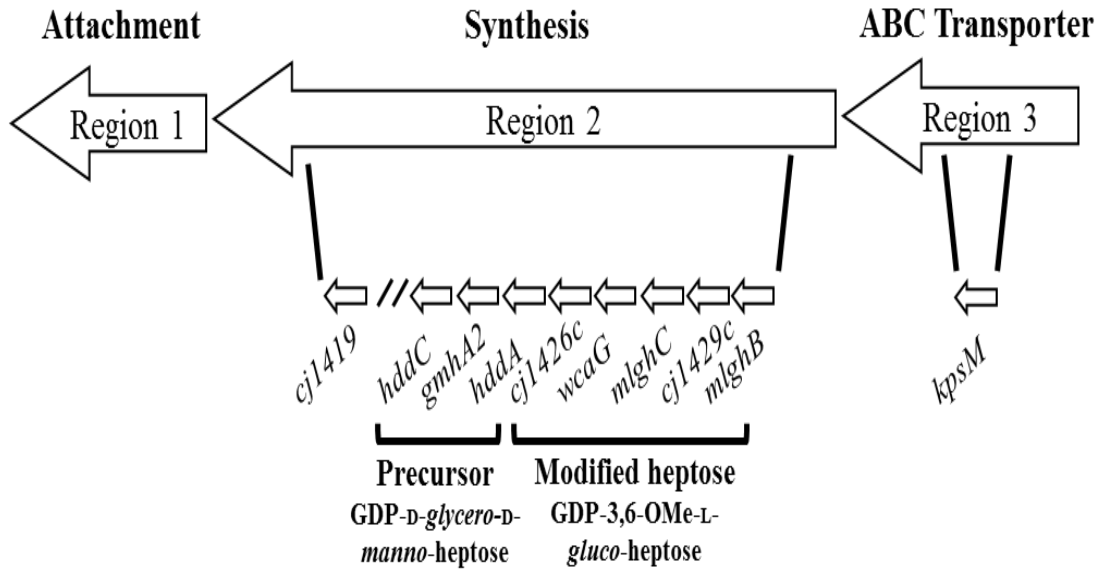 Attachment
Synthesis
ABC Transporter
Region 1
Region 2
Region 3
//
cj1419
hddC
gmhA2
hddA
cj1426c
wcaG
mlghC
cj1429c
mlghB
kpsM
Precursor
GDP-D-glycero-D-
manno-heptose
Modified heptose
GDP-3,6-OMe-L-
gluco-heptose